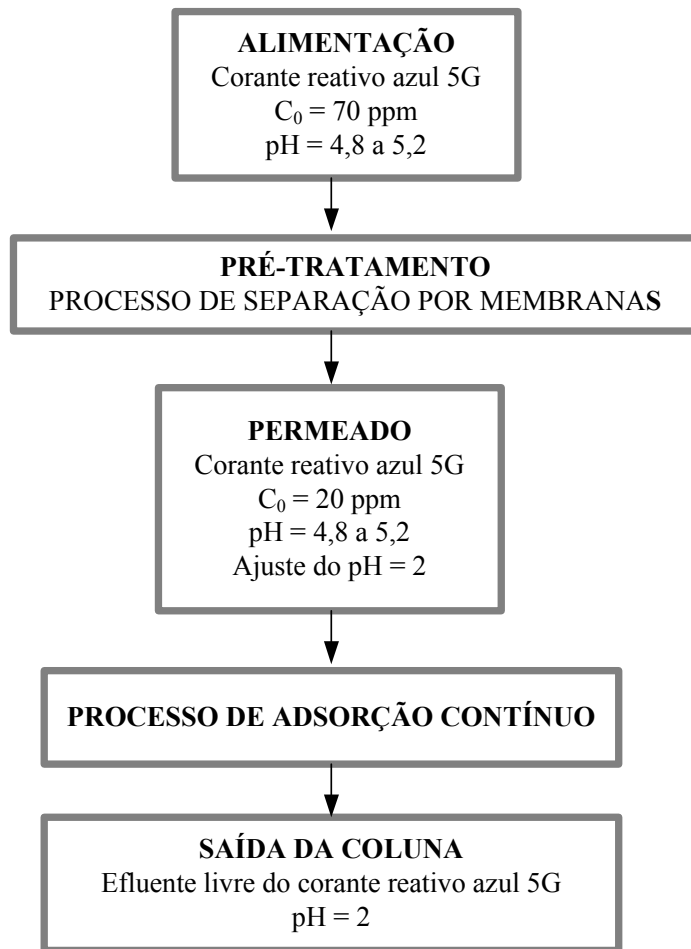 ALIMENTAÇÃO
Corante reativo azul 5G
C₀ = 70 ppm
pH = 4,8 a 5,2
PRÉ-TRATAMENTO
PROCESSO DE SEPARAÇÃO POR MEMBRANAS
PERMEADO
Corante reativo azul 5G
C₀ = 20 ppm
pH = 4,8 a 5,2
Ajuste do pH = 2
PROCESSO DE ADSORÇÃO CONTÍNUO
SAÍDA DA COLUNA
Efluente livre do corante reativo azul 5G
pH = 2